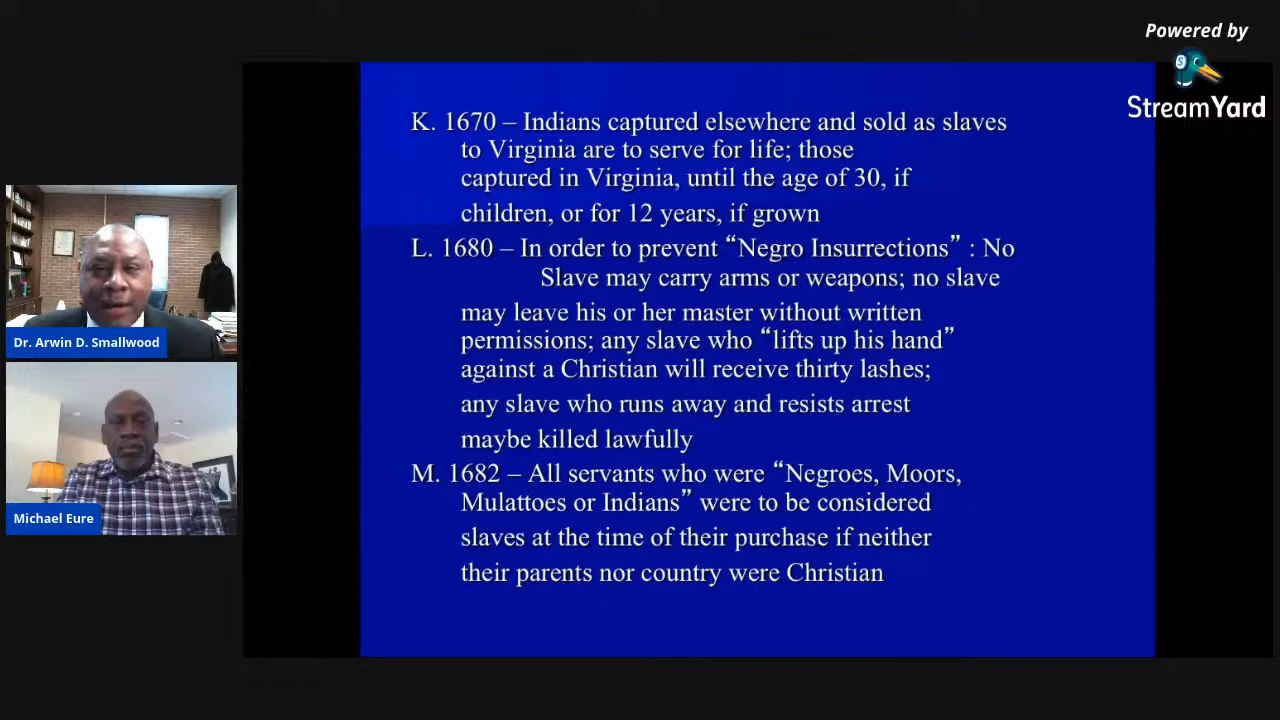 Powered by
StreamYard
K. 1670 – Indians captured elsewhere and sold as slaves
to Virginia are to serve for life; those
captured in Virginia, until the age of 30, if
children, or for 12 years, if grown
L. 1680 – In order to prevent “Negro Insurrections” : No
Slave may carry arms or weapons; no slave
may leave his or her master without written
permissions; any slave who “lifts up his hand”
against a Christian will receive thirty lashes;
any slave who runs away and resists arrest
maybe killed lawfully
M. 1682 – All servants who were “Negroes, Moors,
Mulattoes or Indians” were to be considered
slaves at the time of their purchase if neither
their parents nor country were Christian
Dr. Arwin D. Smallwood
Michael Eure